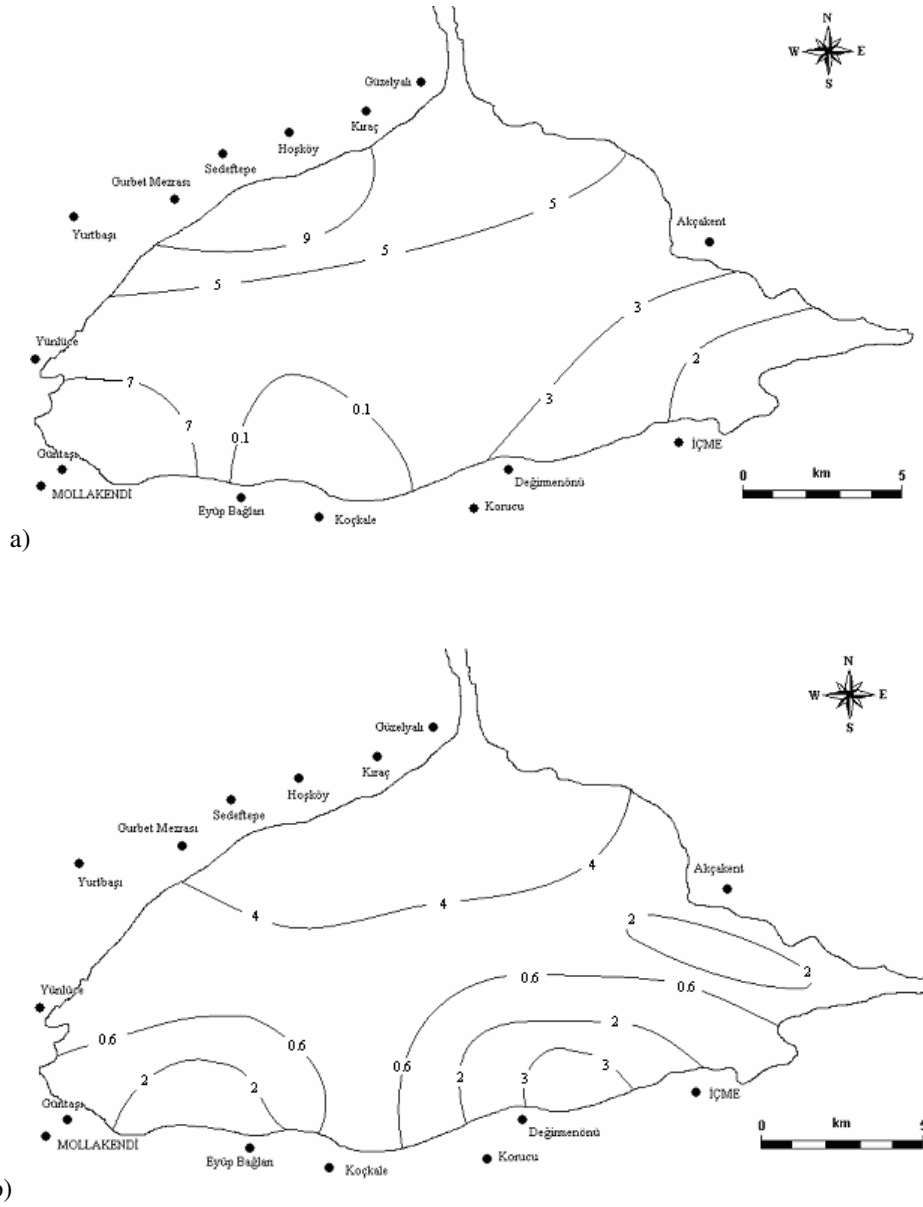 N
W E
S
Güzelyalı
Kıraç
Hoşköy
Sedeftepe
Gurbet Mezrası
Yurtbaşı
Akçakent
9
5
5
5
3
3
2
Yünlüce
7
7
0.1
0.1
Güntaşı
MOLLAKENDİ
Eyüp Bağları
Koçkale
Korucu
Değirmenönü
İÇME
km
0 5
a)
N
W E
S
Güzelyalı
Kıraç
Hoşköy
Sedeftepe
Gurbet Mezrası
Yurtbaşı
Akçakent
4
4
4
2
2
Yünlüce
0.6
0.6
0.6
0.6
0.6
2
2
2
2
3
3
Güntaşı
MOLLAKENDİ
Eyüp Bağları
Koçkale
Korucu
Değirmenönü
İÇME
km
0 5
b)